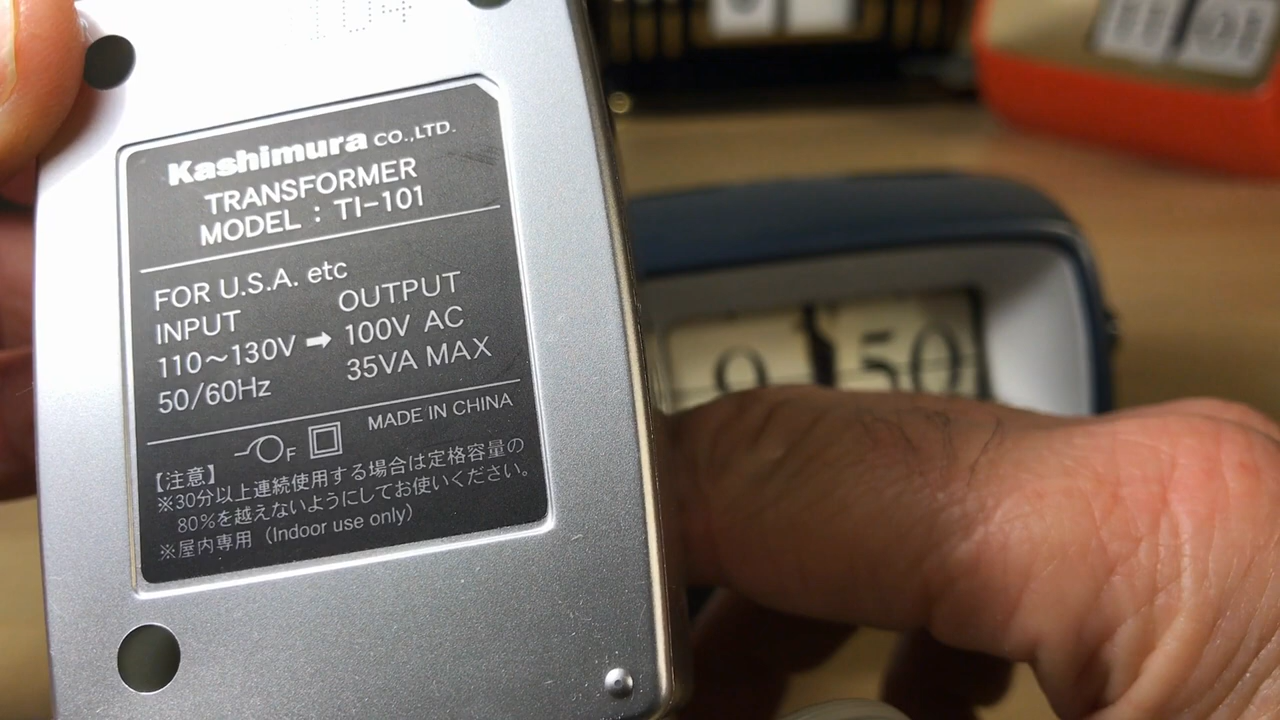 104
Kashimura CO.,LTD.
TRANSFORMER
MODEL : TI-101
FOR U.S.A. etc
INPUT
OUTPUT
110～130V ➡ 100V AC
50/60Hz
35VA MAX
MADE IN CHINA
F
【注意】
※30分以上連続使用する場合は定格容量の
80%を越えないようにしてお使いください。
※屋内専用 (Indoor use only)
9 50